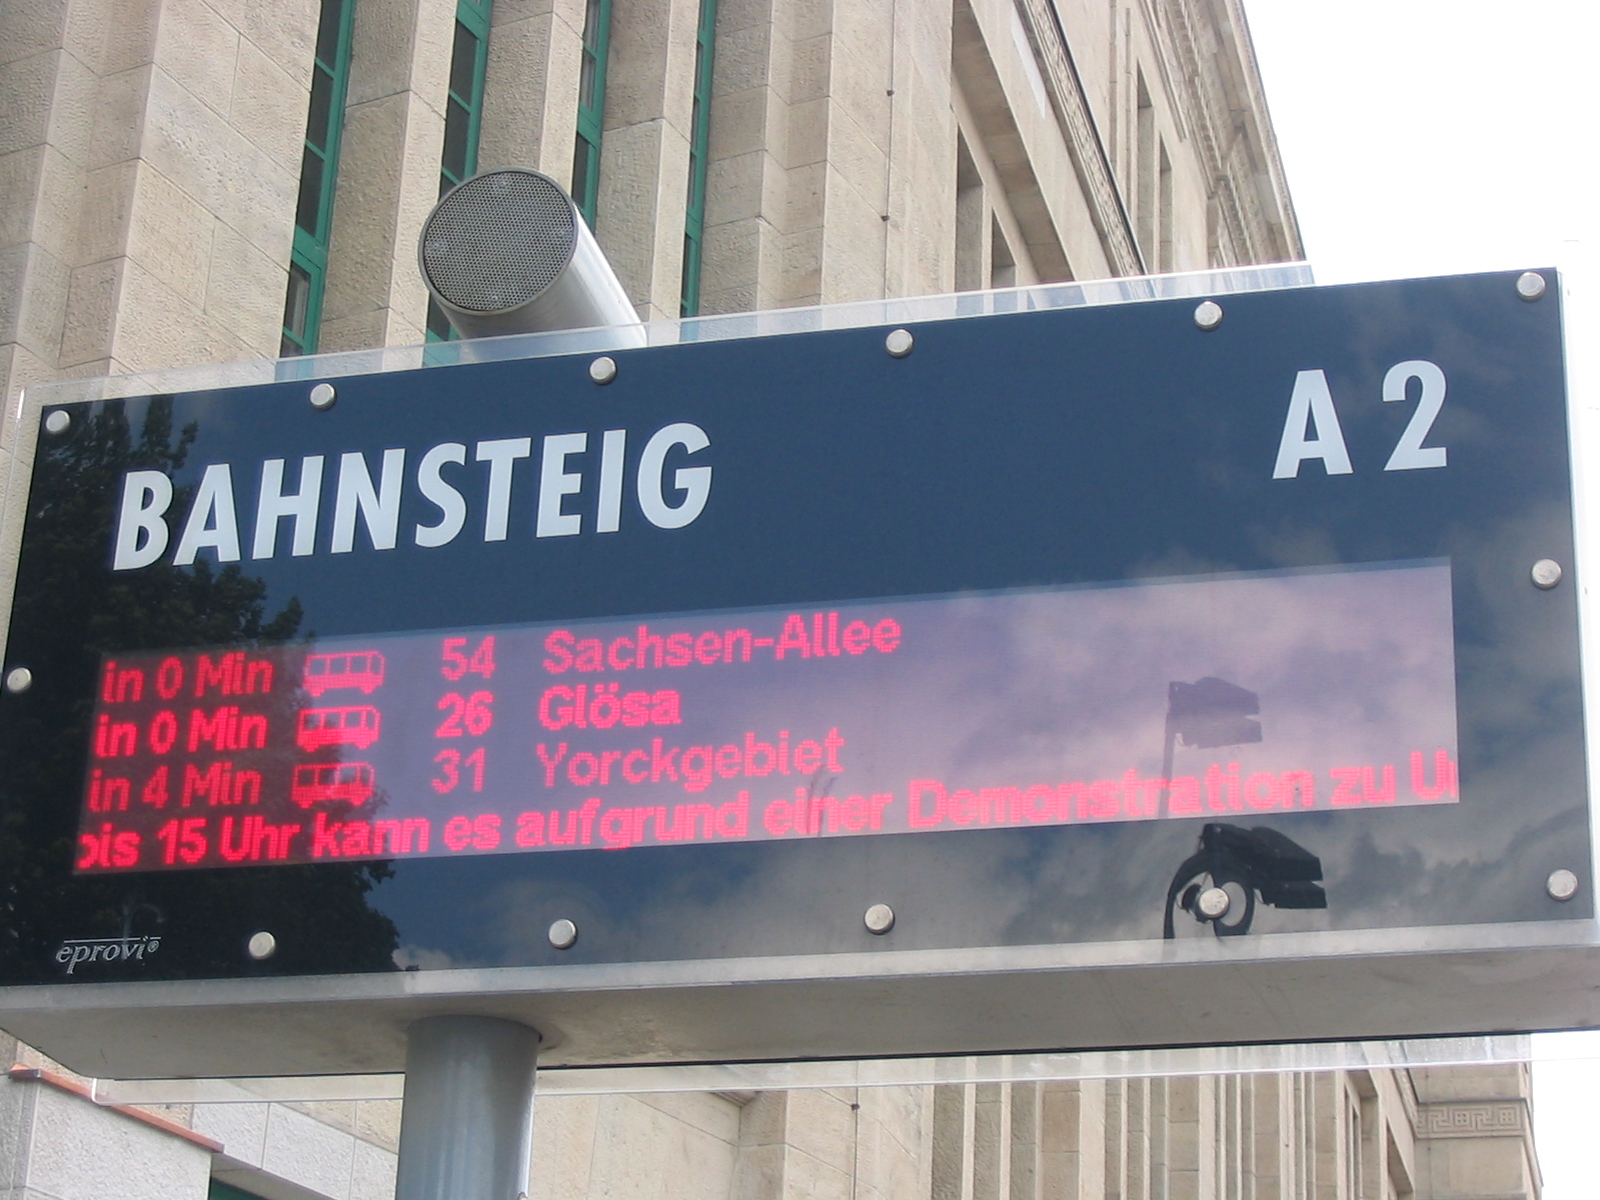 BAHNSTEIG A 2
in 0 Min 54 Sachsen-Allee
in 0 Min 26 Glösa
in 4 Min 31 Yorckgebiet
bis 15 Uhr kann es aufgrund einer Demonstration zu U
eprovi®